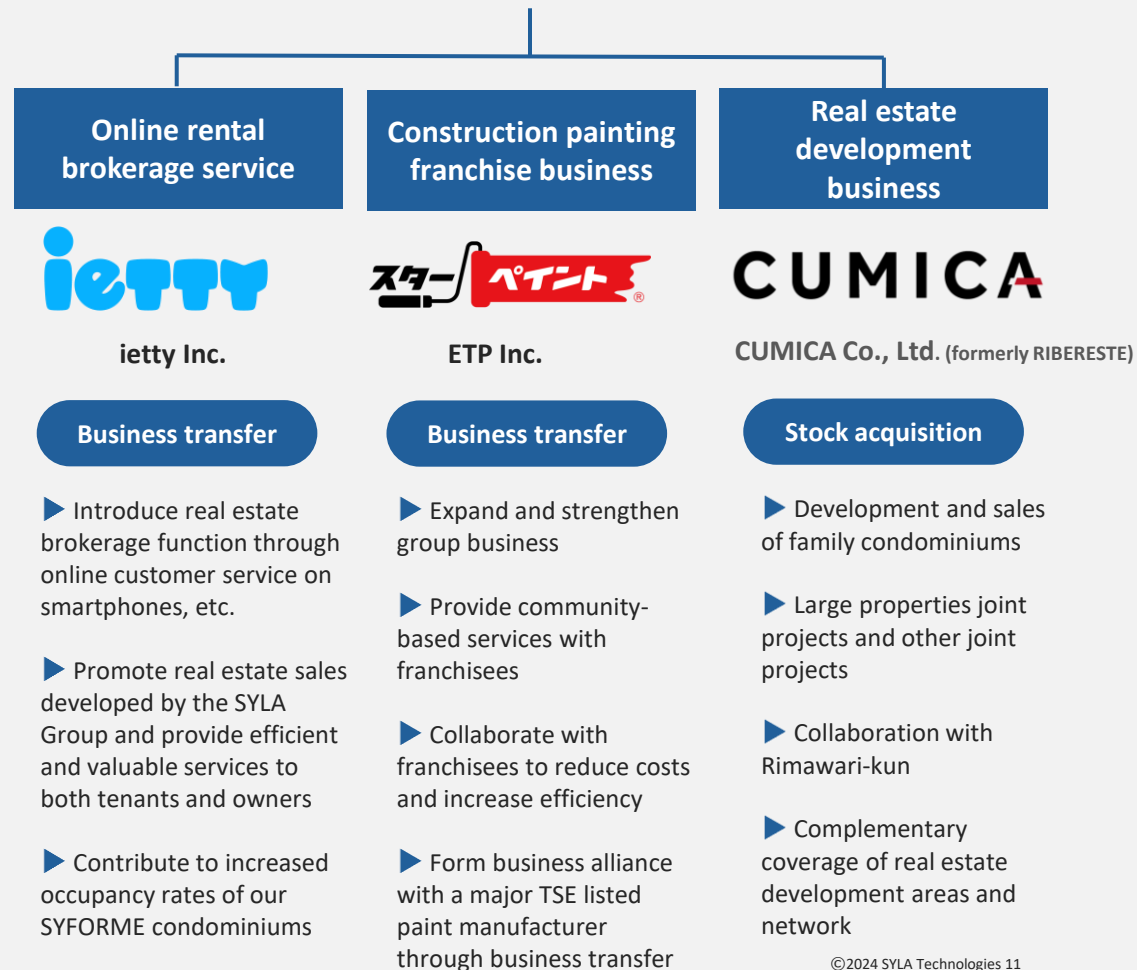 Online rental
brokerage service
ietty
ietty Inc.
Business transfer
▶ Introduce real estate
brokerage function through
online customer service on
smartphones, etc.
▶ Promote real estate sales
developed by the SYLA
Group and provide efficient
and valuable services to
both tenants and owners
▶ Contribute to increased
occupancy rates of our
SYFORME condominiums
Construction painting
franchise business
スターペイント®
ETP Inc.
Business transfer
▶ Expand and strengthen
group business
▶ Provide community-
based services with
franchisees
▶ Collaborate with
franchisees to reduce costs
and increase efficiency
▶ Form business alliance
with a major TSE listed
paint manufacturer
through business transfer
Real estate
development
business
CUMICA
CUMICA Co., Ltd. (formerly RIBERESTE)
Stock acquisition
▶ Development and sales
of family condominiums
▶ Large properties joint
projects and other joint
projects
▶ Collaboration with
Rimawari-kun
▶ Complementary
coverage of real estate
development areas and
network
©2024 SYLA Technologies 11